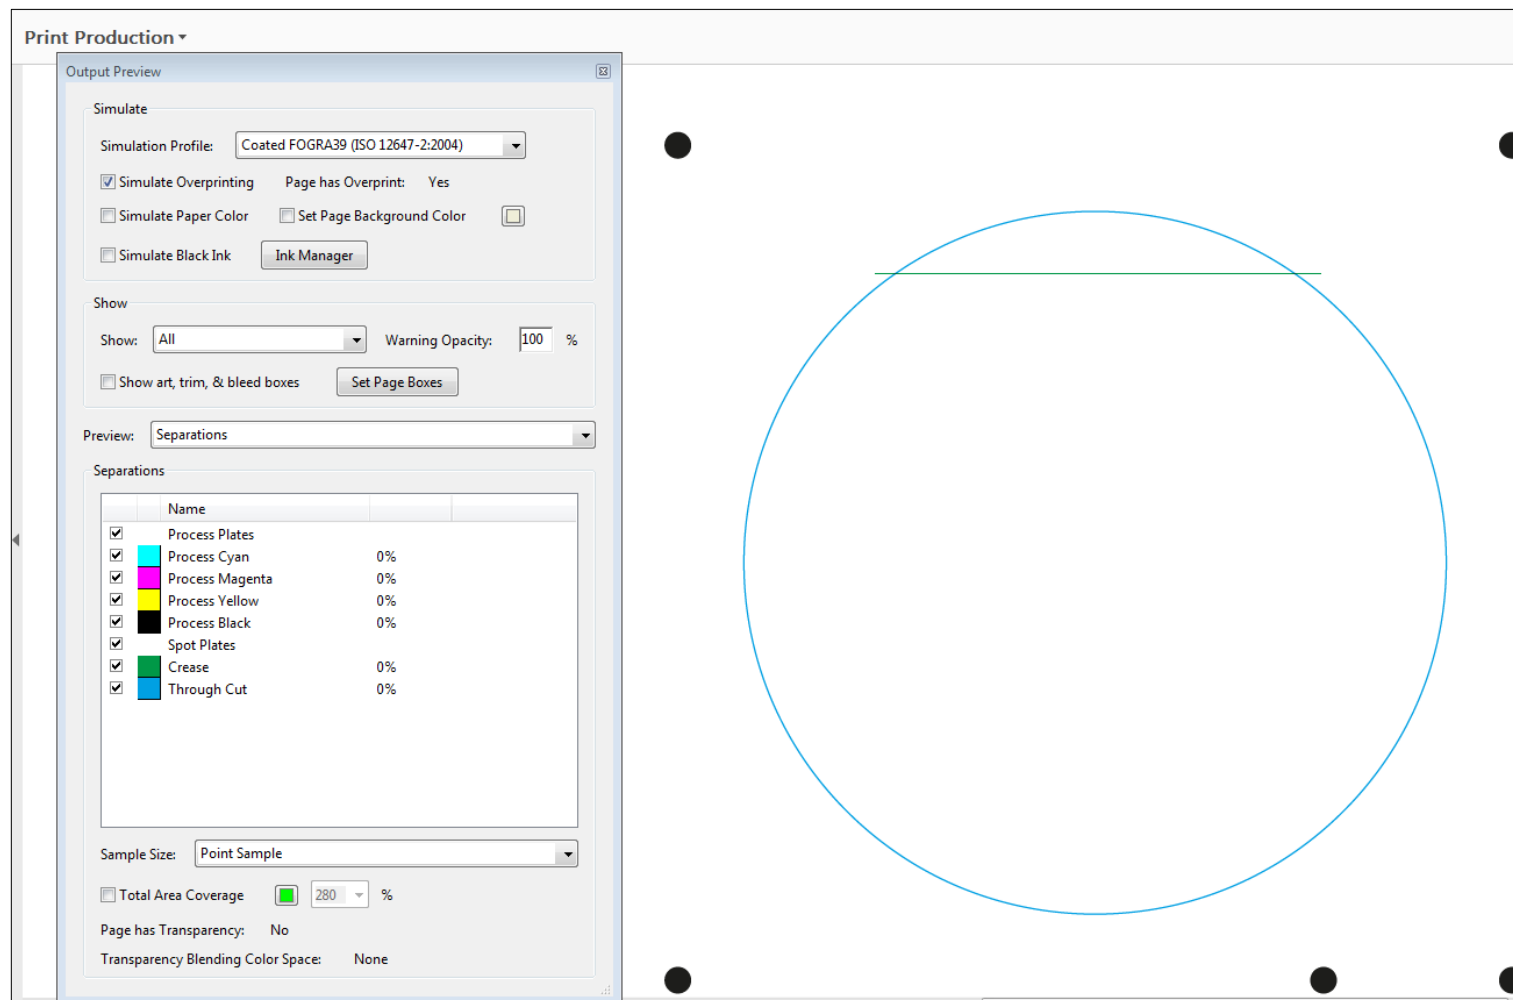 Print Production
Output Preview
Simulate
Simulation Profile: Coated FOGRA39 (ISO 12647-2:2004)
Simulate Overprinting Page has Overprint: Yes
Simulate Paper Color Set Page Background Color
Simulate Black Ink Ink Manager
Show
Show: All Warning Opacity: 100 %
Show art, trim, & bleed boxes Set Page Boxes
Preview: Separations
Separations
Name
Process Plates
Process Cyan 0%
Process Magenta 0%
Process Yellow 0%
Process Black 0%
Spot Plates
Crease 0%
Through Cut 0%
Sample Size: Point Sample
Total Area Coverage 280 %
Page has Transparency: No
Transparency Blending Color Space: None